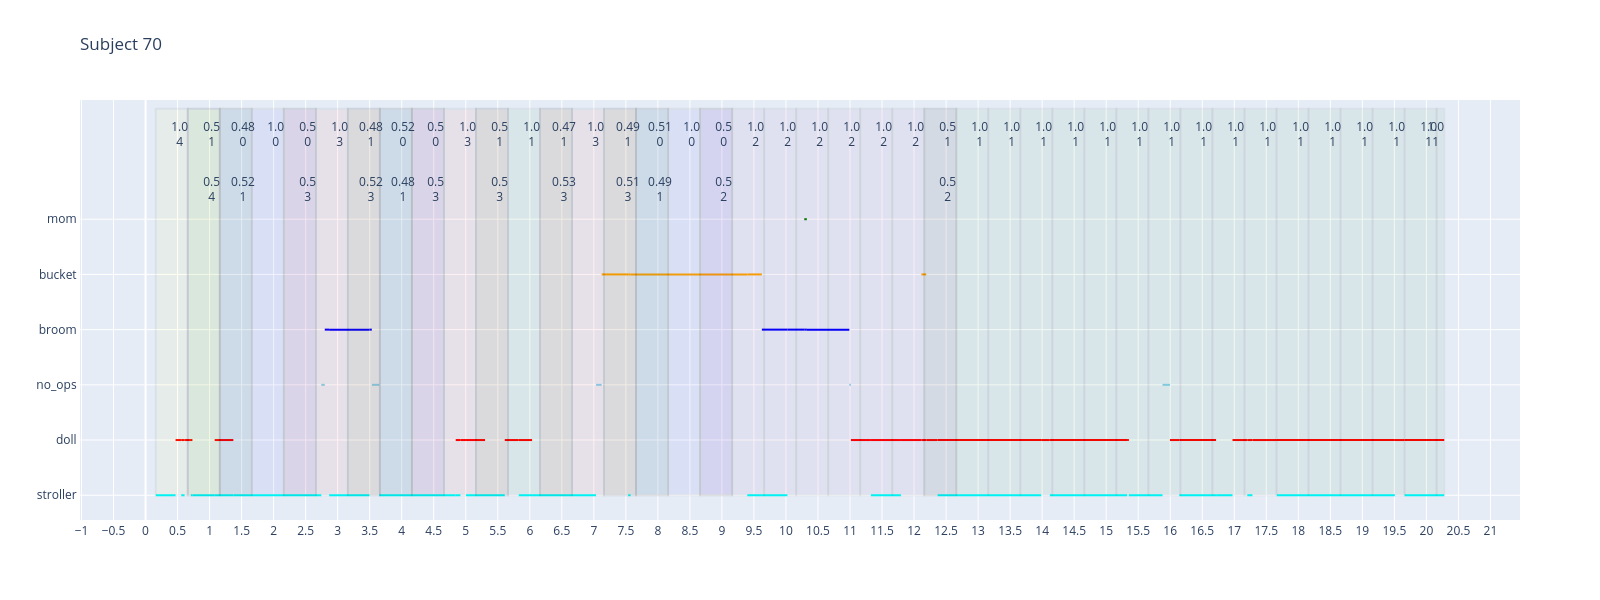 Subject 70
1.0 0.5 0.48 1.0 0.5 1.0 0.48 0.52 0.5 1.0 0.5 1.0 0.47 1.0 0.49 0.51 1.0 0.5 1.0 1.0 1.0 1.0 1.0 1.0 0.5 1.0 1.0 1.0 1.0 1.0 1.0 1.0 1.0 1.0 1.0 1.0 1.0 1.0 1.0 1.0
4 1 0 0 0 3 1 0 0 3 1 1 1 3 1 0 0 0 2 2 2 2 2 2 1 1 1 1 1 1 1 1 1 1 1 1 1 1 1 1 1
0.5 0.52 0.5 0.52 0.48 0.5 0.5 0.53 0.51 0.49 0.5 0.5
4 1 3 3 1 3 3 3 3 1 2 2
mom
bucket
broom
no_ops
doll
stroller
−1 −0.5 0 0.5 1 1.5 2 2.5 3 3.5 4 4.5 5 5.5 6 6.5 7 7.5 8 8.5 9 9.5 10 10.5 11 11.5 12 12.5 13 13.5 14 14.5 15 15.5 16 16.5 17 17.5 18 18.5 19 19.5 20 20.5 21